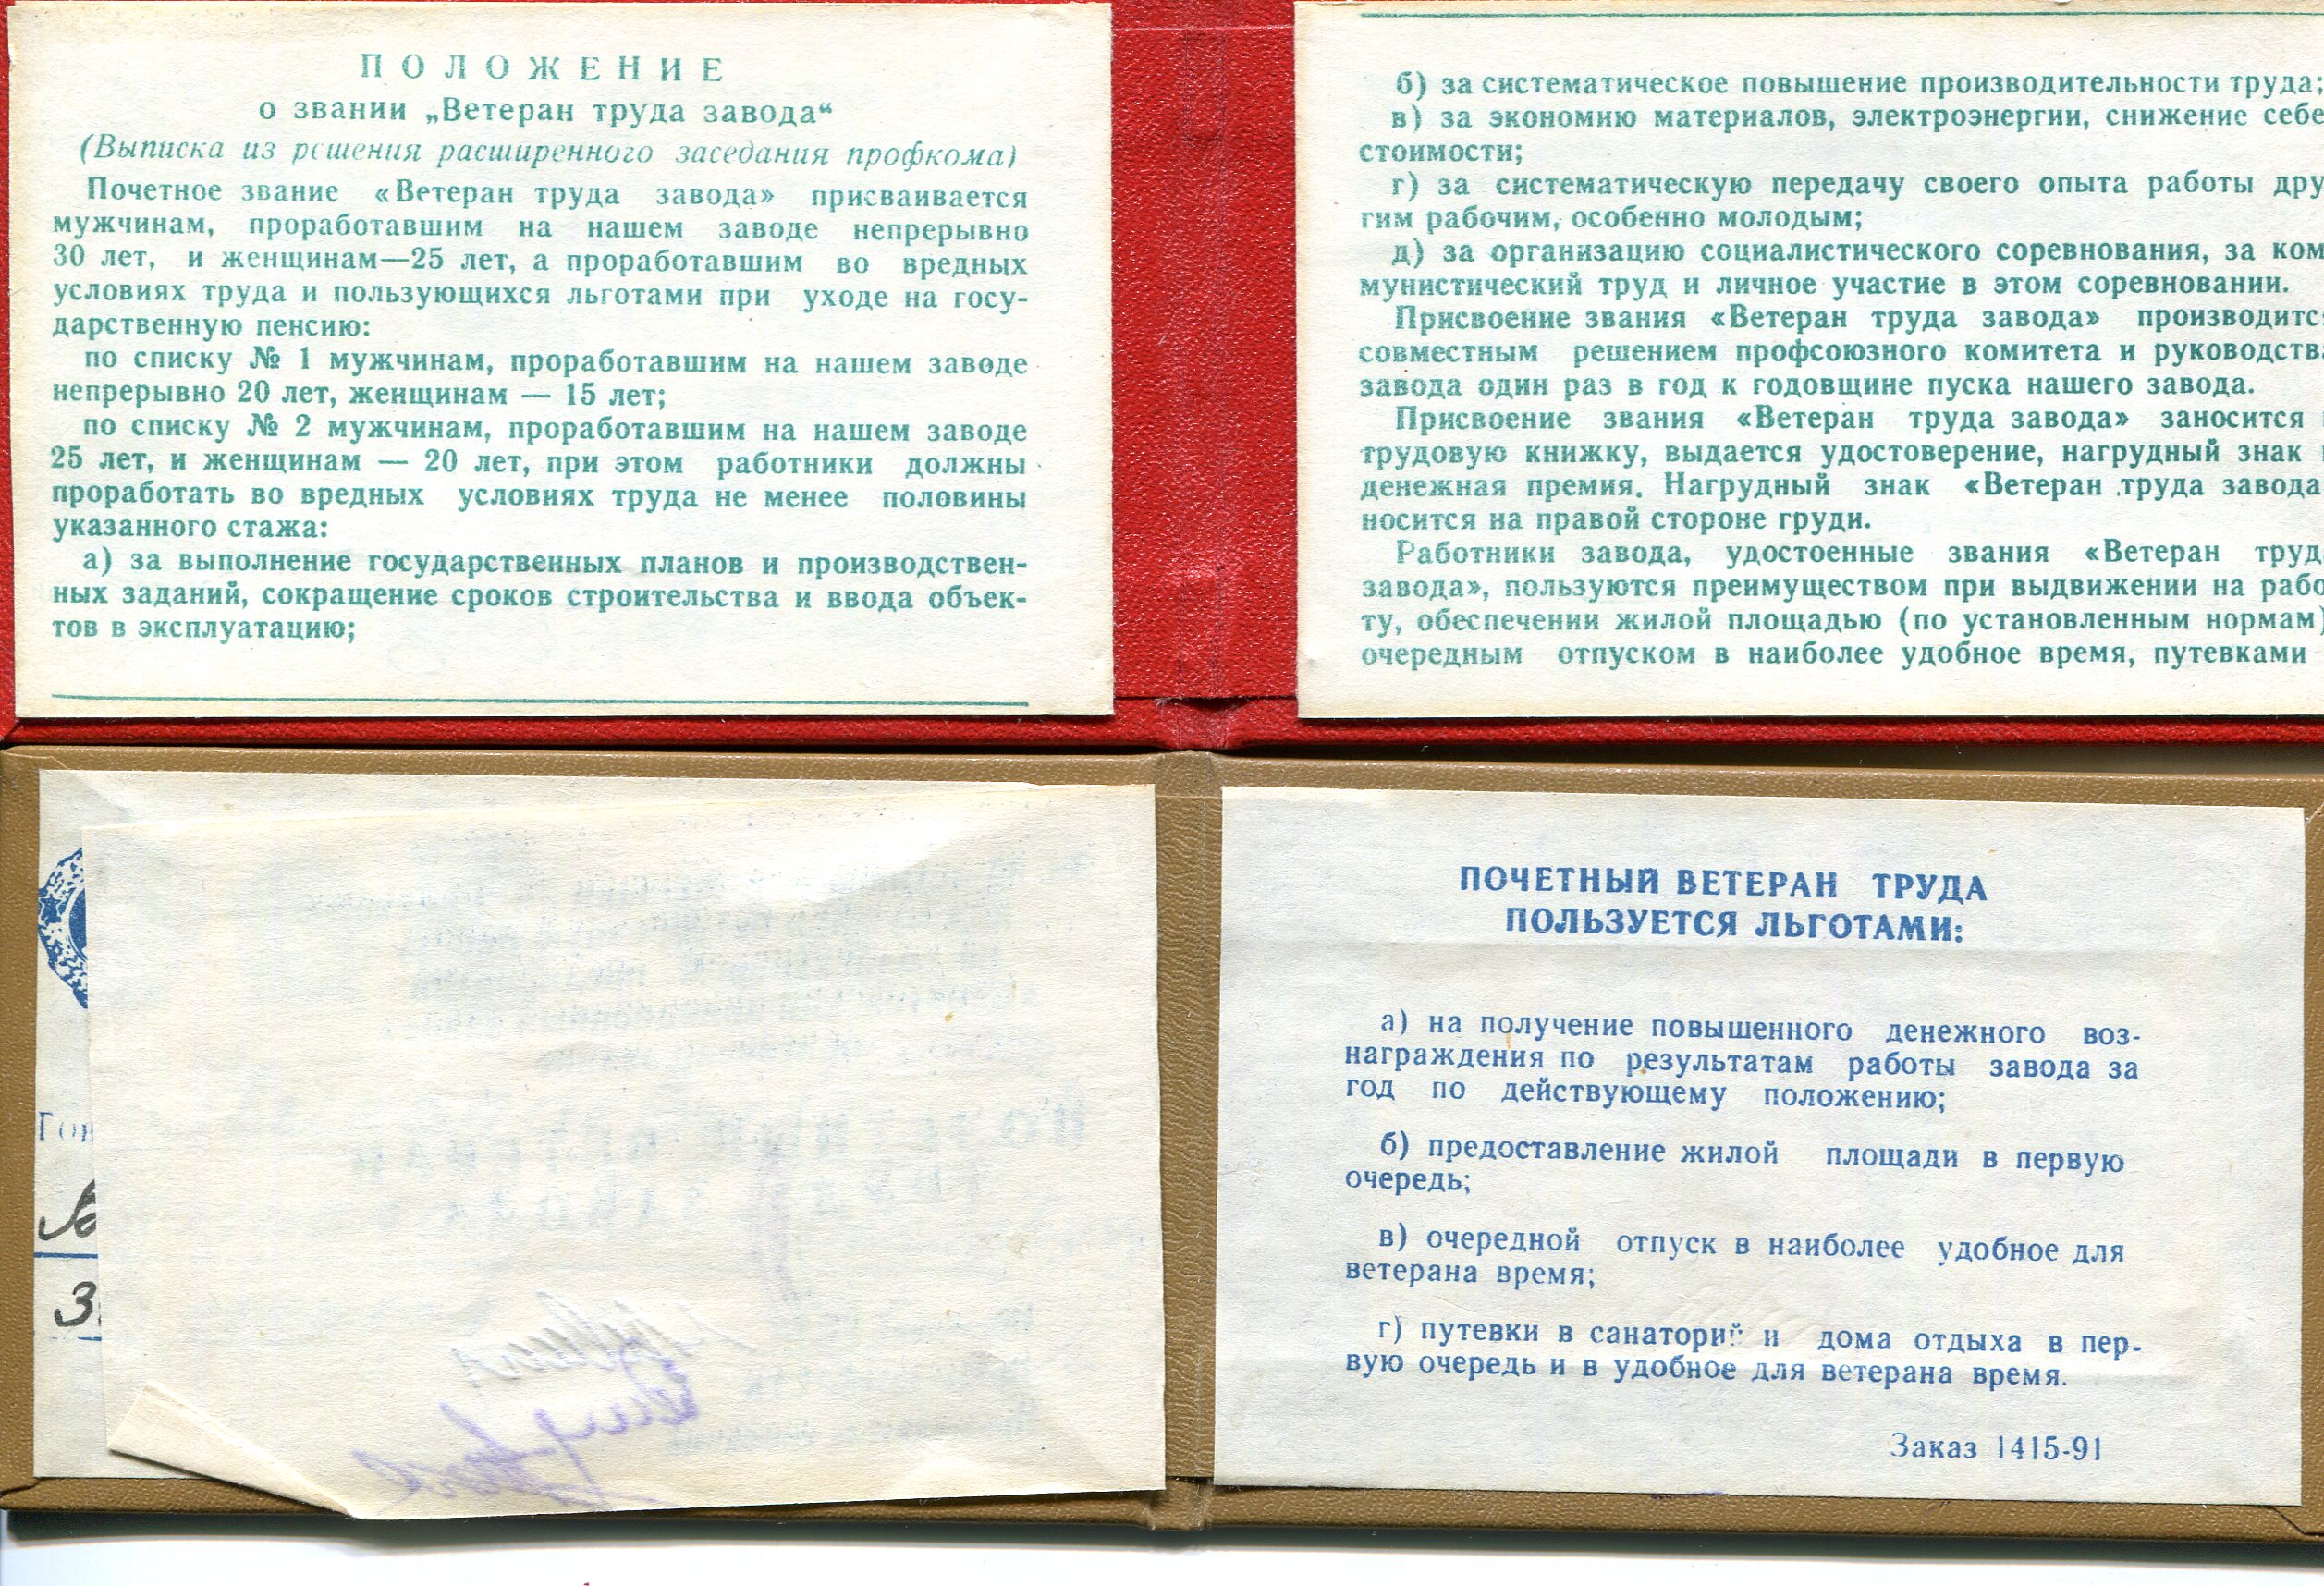 ПОЛОЖЕНИЕ
о звании „Ветеран труда завода“
(Выписка из решения расширенного заседания профкома)
Почетное звание «Ветеран труда завода» присваивается
мужчинам, проработавшим на нашем заводе непрерывно
30 лет, и женщинам—25 лет, а проработавшим во вредных
условиях труда и пользующихся льготами при уходе на госу-
дарственную пенсию:
по списку № 1 мужчинам, проработавшим на нашем заводе
непрерывно 20 лет, женщинам — 15 лет;
по списку № 2 мужчинам, проработавшим на нашем заводе
25 лет, и женщинам — 20 лет, при этом работники должны
проработать во вредных условиях труда не менее половины
указанного стажа:
а) за выполнение государственных планов и производствен-
ных заданий, сокращение сроков строительства и ввода объек-
тов в эксплуатацию;
б) за систематическое повышение производительности труда;
в) за экономию материалов, электроэнергии, снижение себе
стоимости;
г) за систематическую передачу своего опыта работы дру
гим рабочим, особенно молодым;
д) за организацию социалистического соревнования, за ком
мунистический труд и личное участие в этом соревновании.
Присвоение звания «Ветеран труда завода» производитс
совместным решением профсоюзного комитета и руководств
завода один раз в год к годовщине пуска нашего завода.
Присвоение звания «Ветеран труда завода» заносится
трудовую книжку, выдается удостоверение, нагрудный знак
денежная премия. Нагрудный знак «Ветеран труда завода
носится на правой стороне груди.
Работники завода, удостоенные звания «Ветеран труд
завода», пользуются преимуществом при выдвижении на рабо
ту, обеспечении жилой площадью (по установленным нормам)
очередным отпуском в наиболее удобное время, путевками
ПОЧЕТНЫЙ ВЕТЕРАН ТРУДА
ПОЛЬЗУЕТСЯ ЛЬГОТАМИ:
а) на получение повышенного денежного воз-
награждения по результатам работы завода за
год по действующему положению;
б) предоставление жилой площади в первую
очередь;
в) очередной отпуск в наиболее удобное для
ветерана время;
г) путевки в санаторий и дома отдыха в пер-
вую очередь и в удобное для ветерана время.
Заказ 1415-91